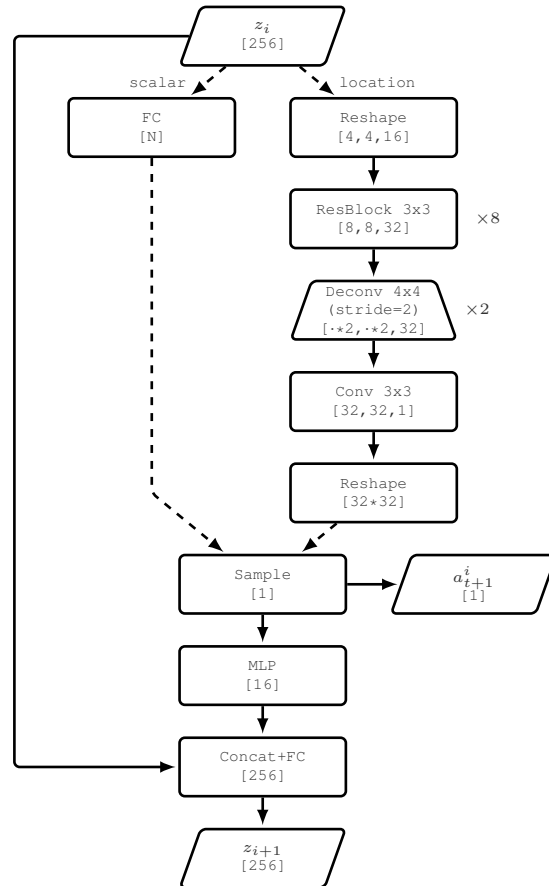 z_i
[256]
scalar
location
FC
[N]
Reshape
[4,4,16]
ResBlock 3x3
[8,8,32]
×8
Deconv 4x4
(stride=2)
[·*2,·*2,32]
×2
Conv 3x3
[32,32,1]
Reshape
[32*32]
Sample
[1]
a^i_{t+1}
[1]
MLP
[16]
Concat+FC
[256]
z_{i+1}
[256]